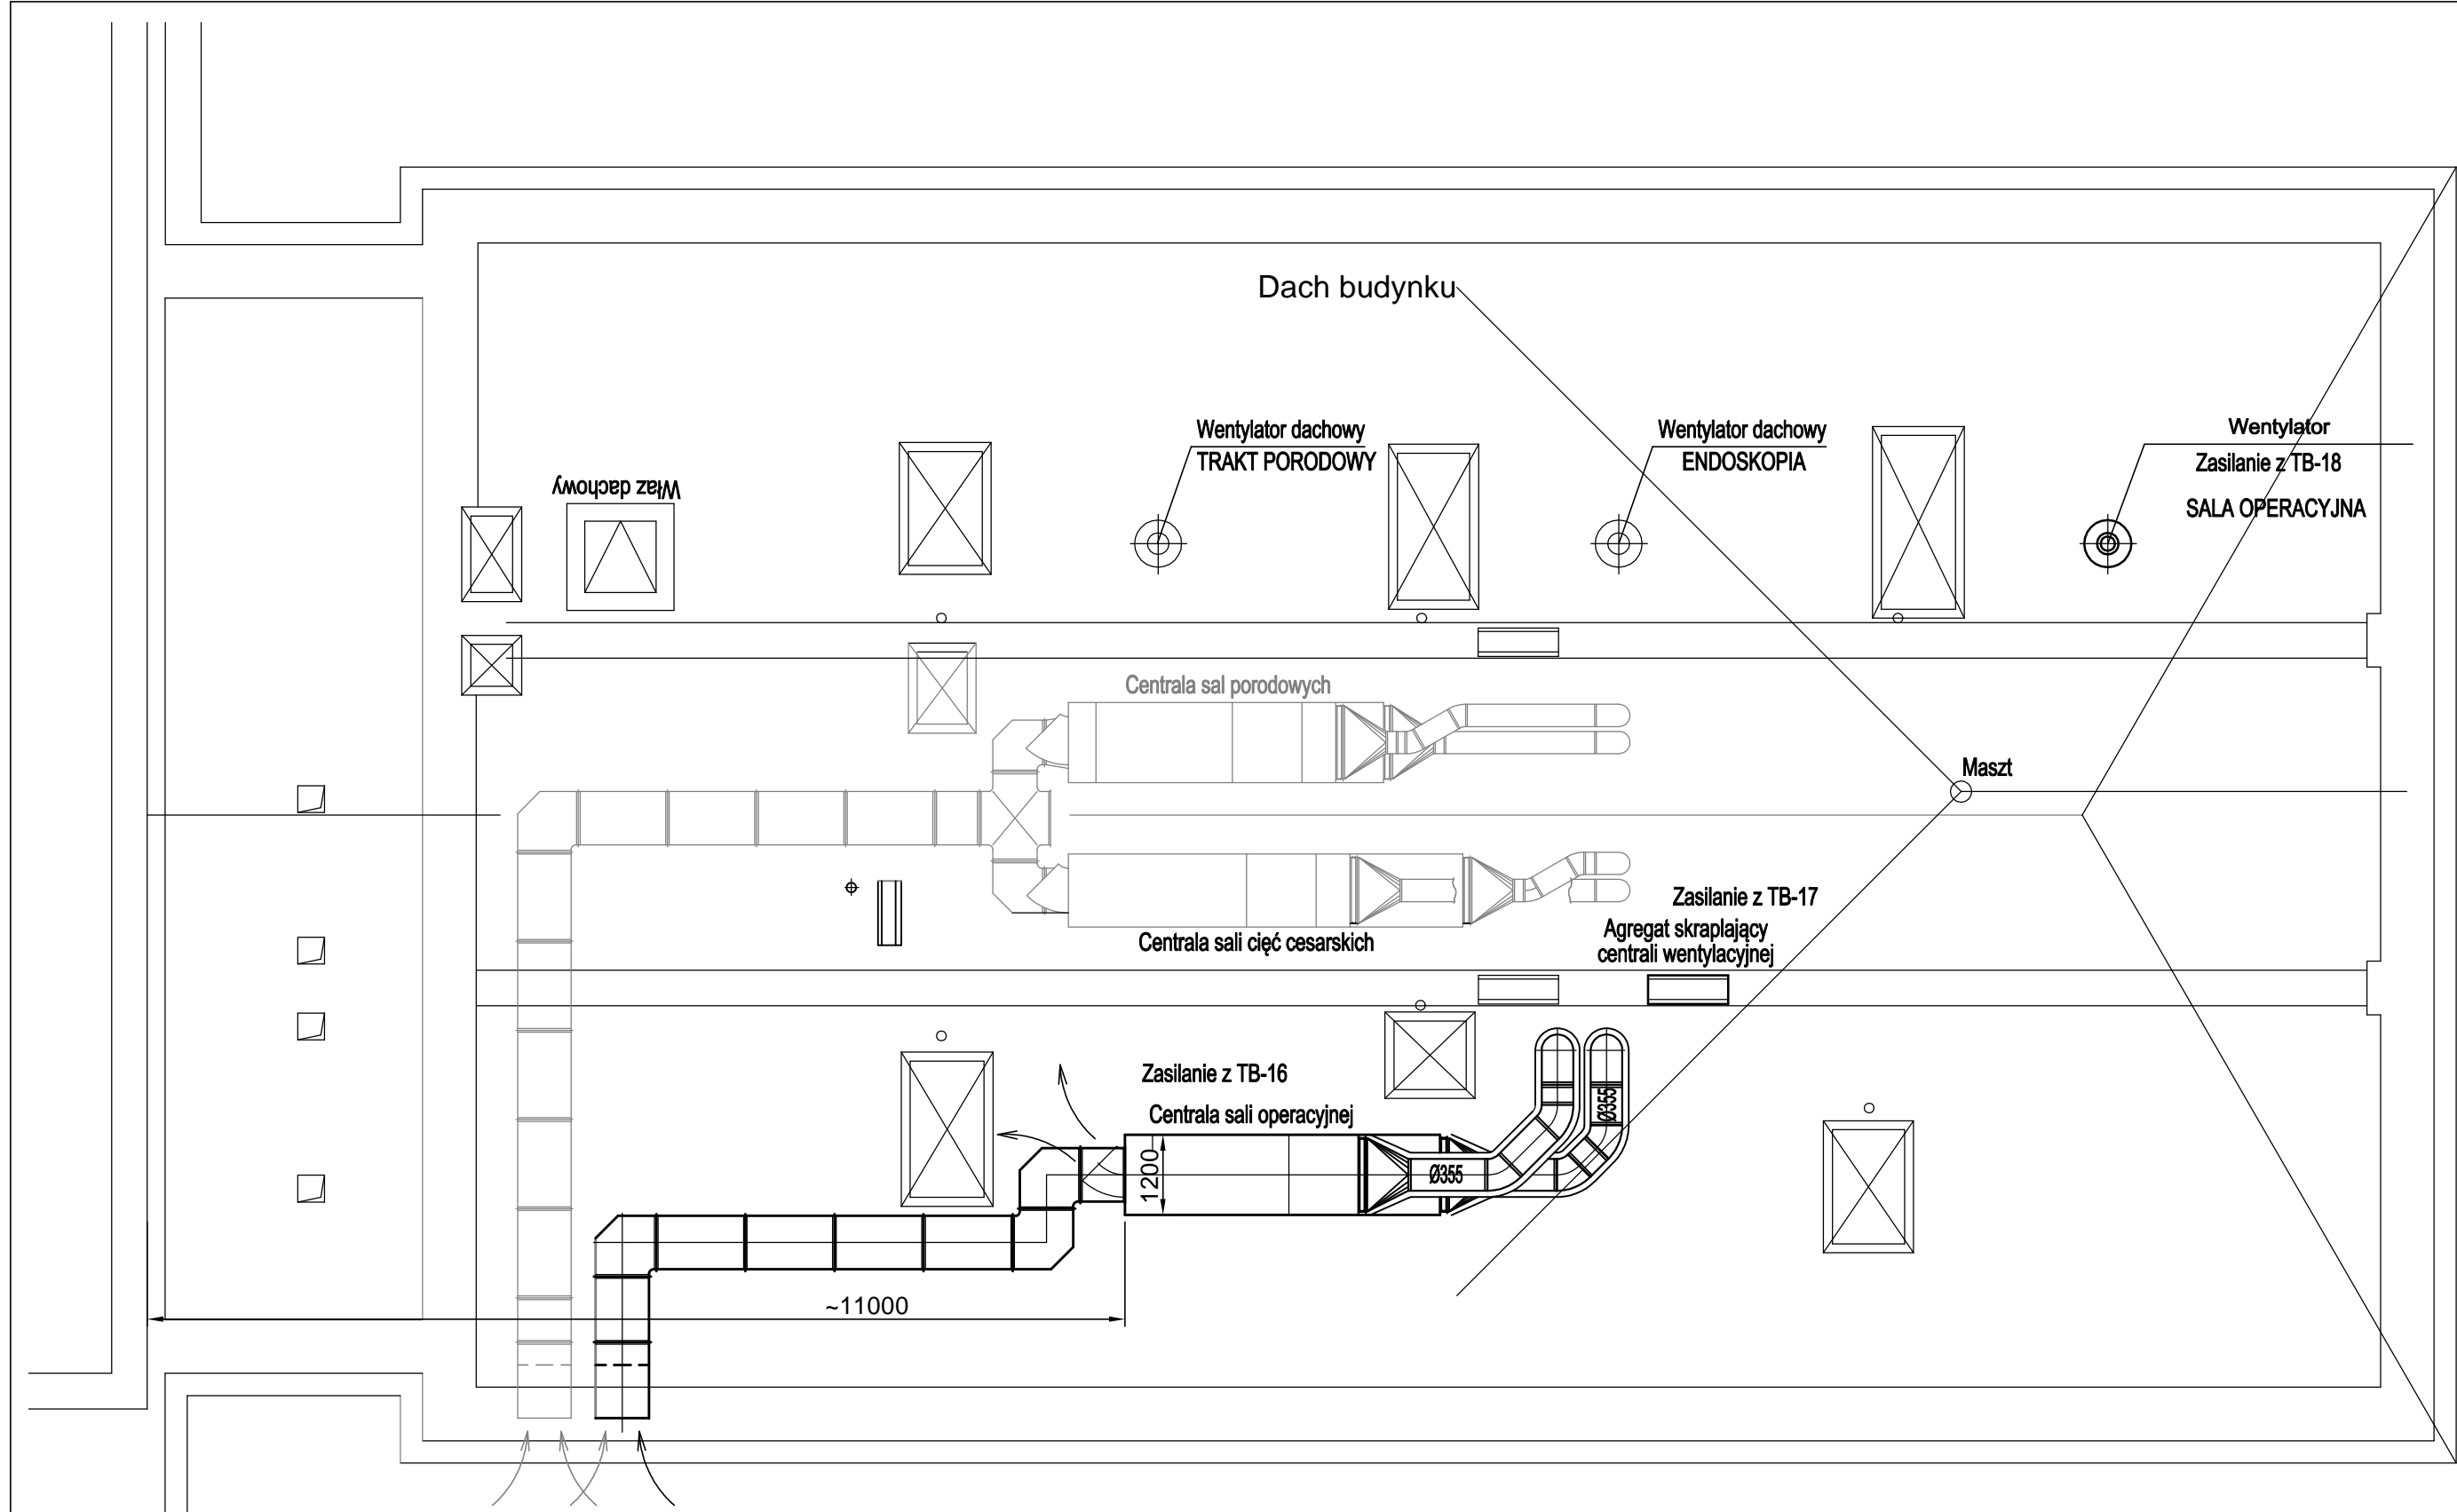 Dach budynku
Wentylator dachowy
TRAKT PORODOWY
Wentylator dachowy
ENDOSKOPIA
Wentylator
Zasilanie z TB-18
SALA OPERACYJNA
Właz dachowy
Centrala sal porodowych
Maszt
Zasilanie z TB-17
Agregat skraplający
centrali wentylacyjnej
Centrala sali cięć cesarskich
Zasilanie z TB-16
Centrala sali operacyjnej
Ø355
Ø355
1200
~11000